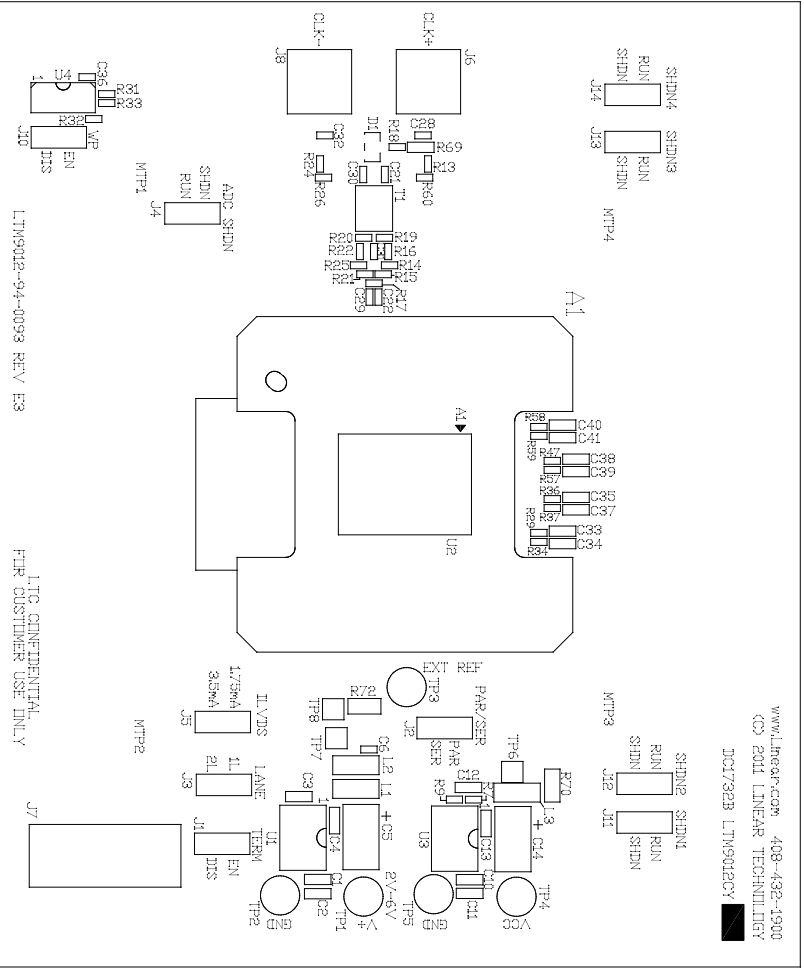 CLK-
CLK+
J8
J6
SHDN
RUN
SHDN4
J14
SHDN3
RUN
SHDN
J13
C36
U4
1
R31
R33
R32
J10
WP
EN
DIS
C32
D1
R18
C28
R69
R24
R26
C30
C21
R13
R60
T1
MTP1
SHDN
RUN
ADC SHDN
J4
MTP4
R20
R19
R22
R16
R25
R14
R21
R15
R17
C29
C22
LTM9012-94-0093 REV E3
A1
A1
U2
R58
C40
C41
R59
R47
C38
C39
R57
R36
C35
C37
R37
R29
C33
C34
R34
LTC CONFIDENTIAL
FOR CUSTOMER USE ONLY
EXT REF
TP3
R72
TP8
TP7
C6
L2
L1
ILVDS
1.75mA
3.5mA
J5
MTP2
PAR/SER
PAR
SER
J2
MTP3
TP6
R70
L3
C12
R9
J3
LANE
1L
2L
C3
U1
1
C4
+
C5
U3
1
C13
+
C14
J1
TERM
EN
DIS
J7
C1
C2
TP2
GND
TP1
V+
2V-6V
C10
C11
TP5
GND
TP4
VCC
SHDN2
RUN
SHDN
J12
SHDN1
RUN
SHDN
J11
www.Linear.com 408-432-1900
(C) 2011 LINEAR TECHNOLOGY
DC1732B LTM9012CY